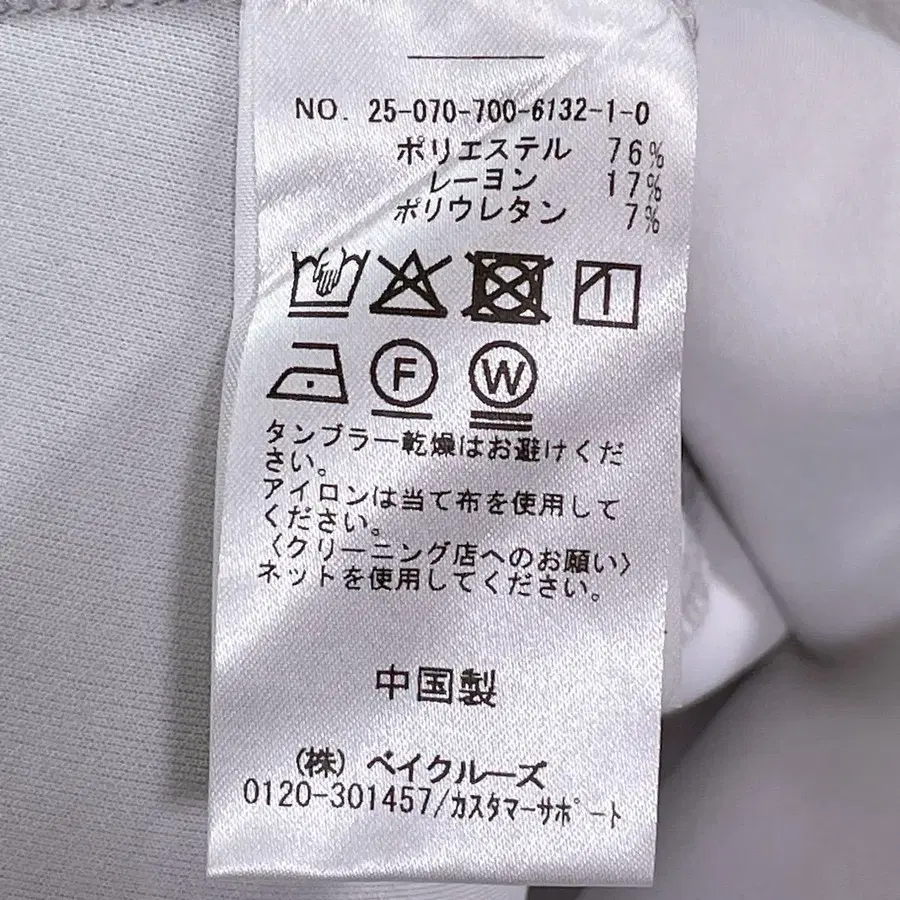 NO. 25-070-700-6132-1-0
ポリエステル 76%
レーヨン 17%
ポリウレタン 7%
F W
タンブラー乾燥はお避けくだ
さい。
アイロンは当て布を使用して
ください。
〈クリーニング店へのお願い〉
ネットを使用してください。
中国製
(株) ベイクルーズ
0120-301457/カスタマーサポート